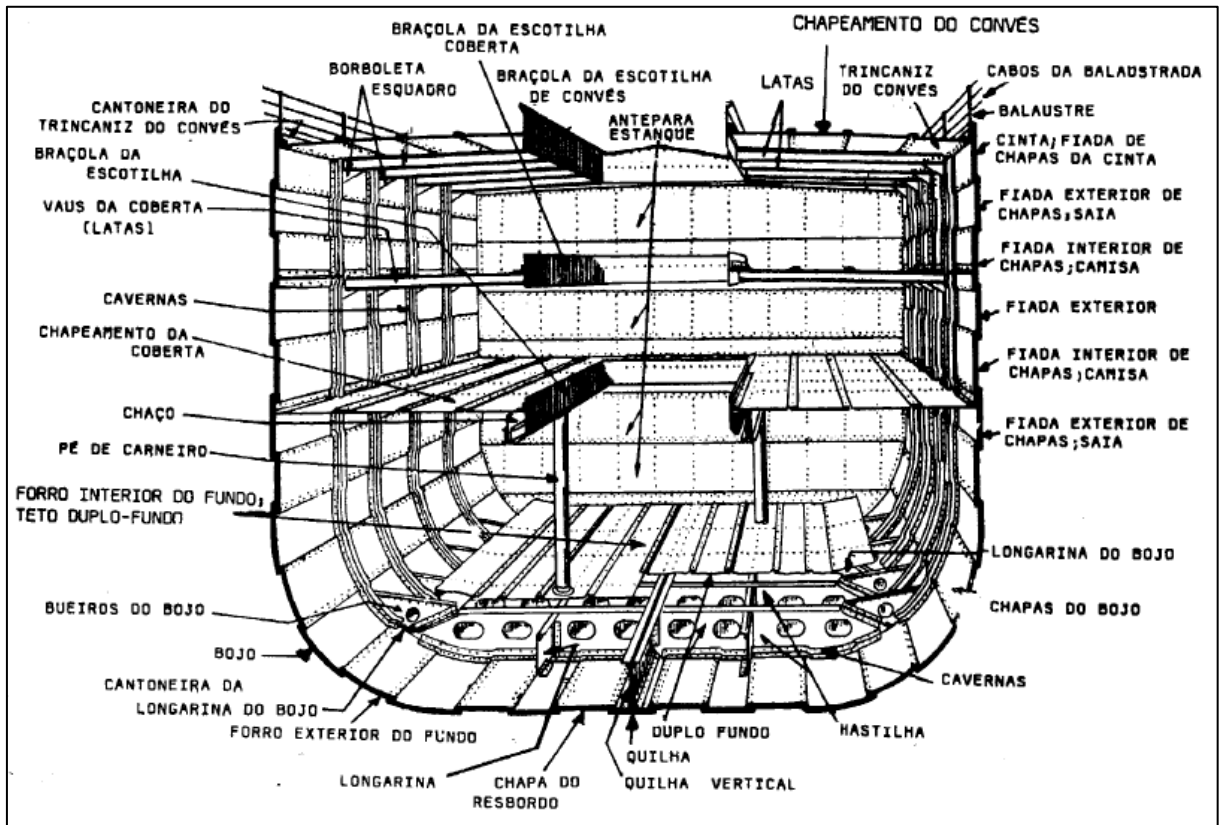 BRAÇOLA DA ESCOTILHA
COBERTA
CHAPEAMENTO DO CONVÉS
BORBOLETA
ESQUADRO
BRAÇOLA DA ESCOTILHA
DE CONVÉS
LATAS
TRINCANIZ
DO CONVÉS
CABOS DA BALAUSTRADA
CANTONEIRA DO
TRINCANIZ DO CONVÉS
ANTEPARA
ESTANQUE
BALAUSTRE
BRAÇOLA DA
ESCOTILHA
CINTA;FIADA DE
CHAPAS DA CINTA
VAUS DA COBERTA
(LATAS)
FIADA EXTERIOR DE
CHAPAS;SAIA
FIADA INTERIOR DE
CHAPAS;CAMISA
CAVERNAS
FIADA EXTERIOR
CHAPEAMENTO DA
COBERTA
FIADA INTERIOR DE
CHAPAS;CAMISA
CHAÇO
FIADA EXTERIOR DE
CHAPAS;SAIA
PÉ DE CARNEIRO
FORRO INTERIOR DO FUNDO;
TETO DUPLO-FUNDO
LONGARINA DO BOJO
BUEIROS DO BOJO
CHAPAS DO BOJO
BOJO
CAVERNAS
CANTONEIRA DA
LONGARINA DO BOJO
FORRO EXTERIOR DO FUNDO
DUPLO FUNDO
HASTILHA
QUILHA
LONGARINA
CHAPA DO
RESBORDO
QUILHA VERTICAL